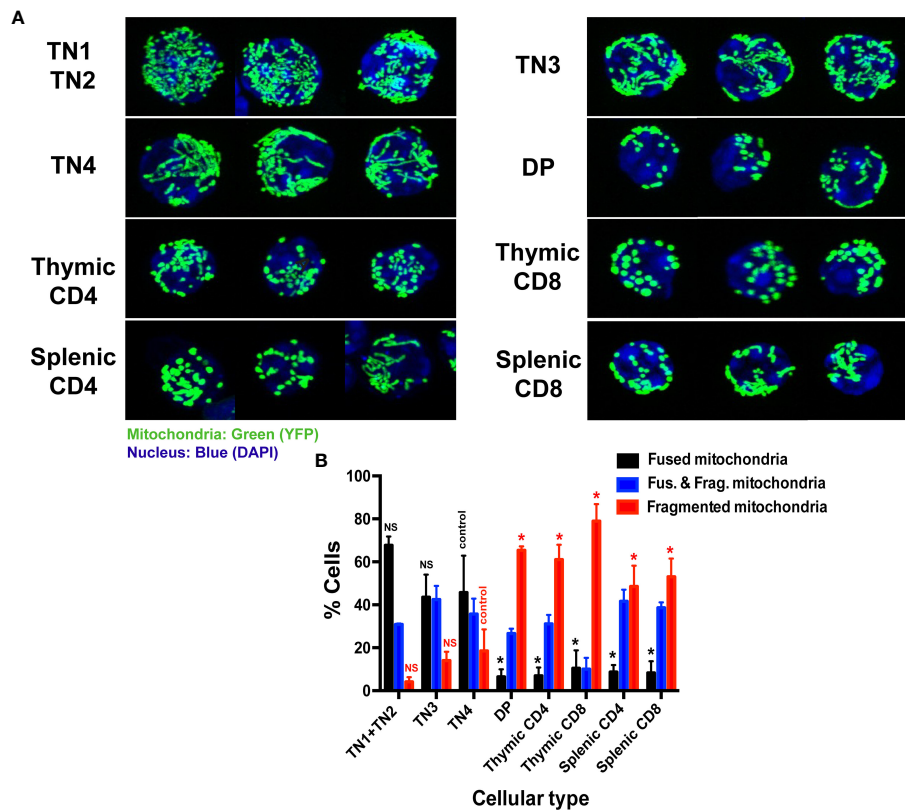 A
TN1
TN2
TN3
TN4
DP
Thymic
CD4
Thymic
CD8
Splenic
CD4
Splenic
CD8
Mitochondria: Green (YFP)
Nucleus: Blue (DAPI)
B
Fused mitochondria
Fus. & Frag. mitochondria
Fragmented mitochondria
% Cells
100
80
60
40
20
0
NS
NS
NS
NS
control
control
*
*
*
*
*
*
*
*
*
*
TN1+TN2
TN3
TN4
DP
Thymic CD4
Thymic CD8
Splenic CD4
Splenic CD8
Cellular type